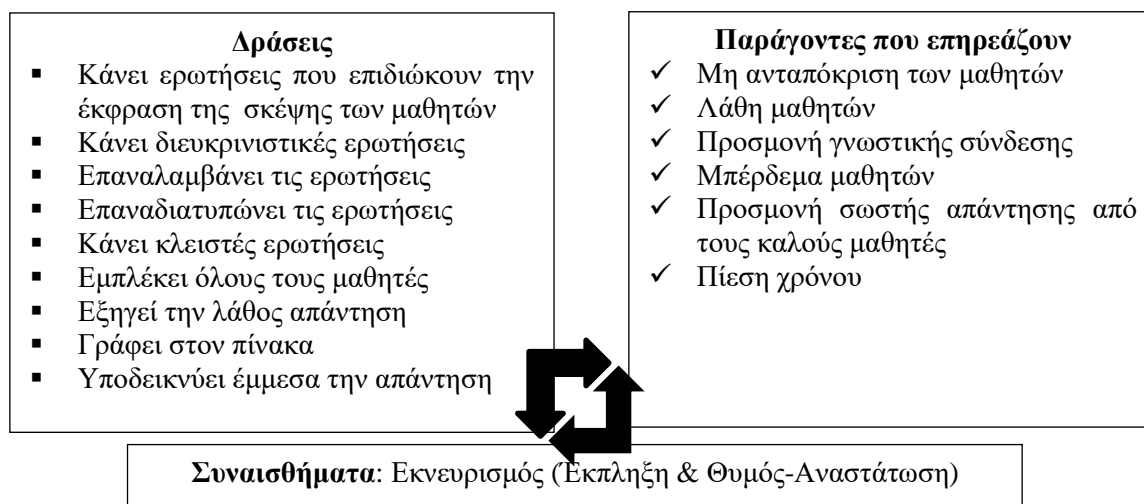 Δράσεις
▪ Κάνει ερωτήσεις που επιδιώκουν την
έκφραση της σκέψης των μαθητών
▪ Κάνει διευκρινιστικές ερωτήσεις
▪ Επαναλαμβάνει τις ερωτήσεις
▪ Επαναδιατυπώνει τις ερωτήσεις
▪ Κάνει κλειστές ερωτήσεις
▪ Εμπλέκει όλους τους μαθητές
▪ Εξηγεί την λάθος απάντηση
▪ Γράφει στον πίνακα
▪ Υποδεικνύει έμμεσα την απάντηση
Παράγοντες που επηρεάζουν
✓ Μη ανταπόκριση των μαθητών
✓ Λάθη μαθητών
✓ Προσμονή γνωστικής σύνδεσης
✓ Μπέρδεμα μαθητών
✓ Προσμονή σωστής απάντησης από
τους καλούς μαθητές
✓ Πίεση χρόνου
Συναισθήματα: Εκνευρισμός (Έκπληξη & Θυμός-Αναστάτωση)